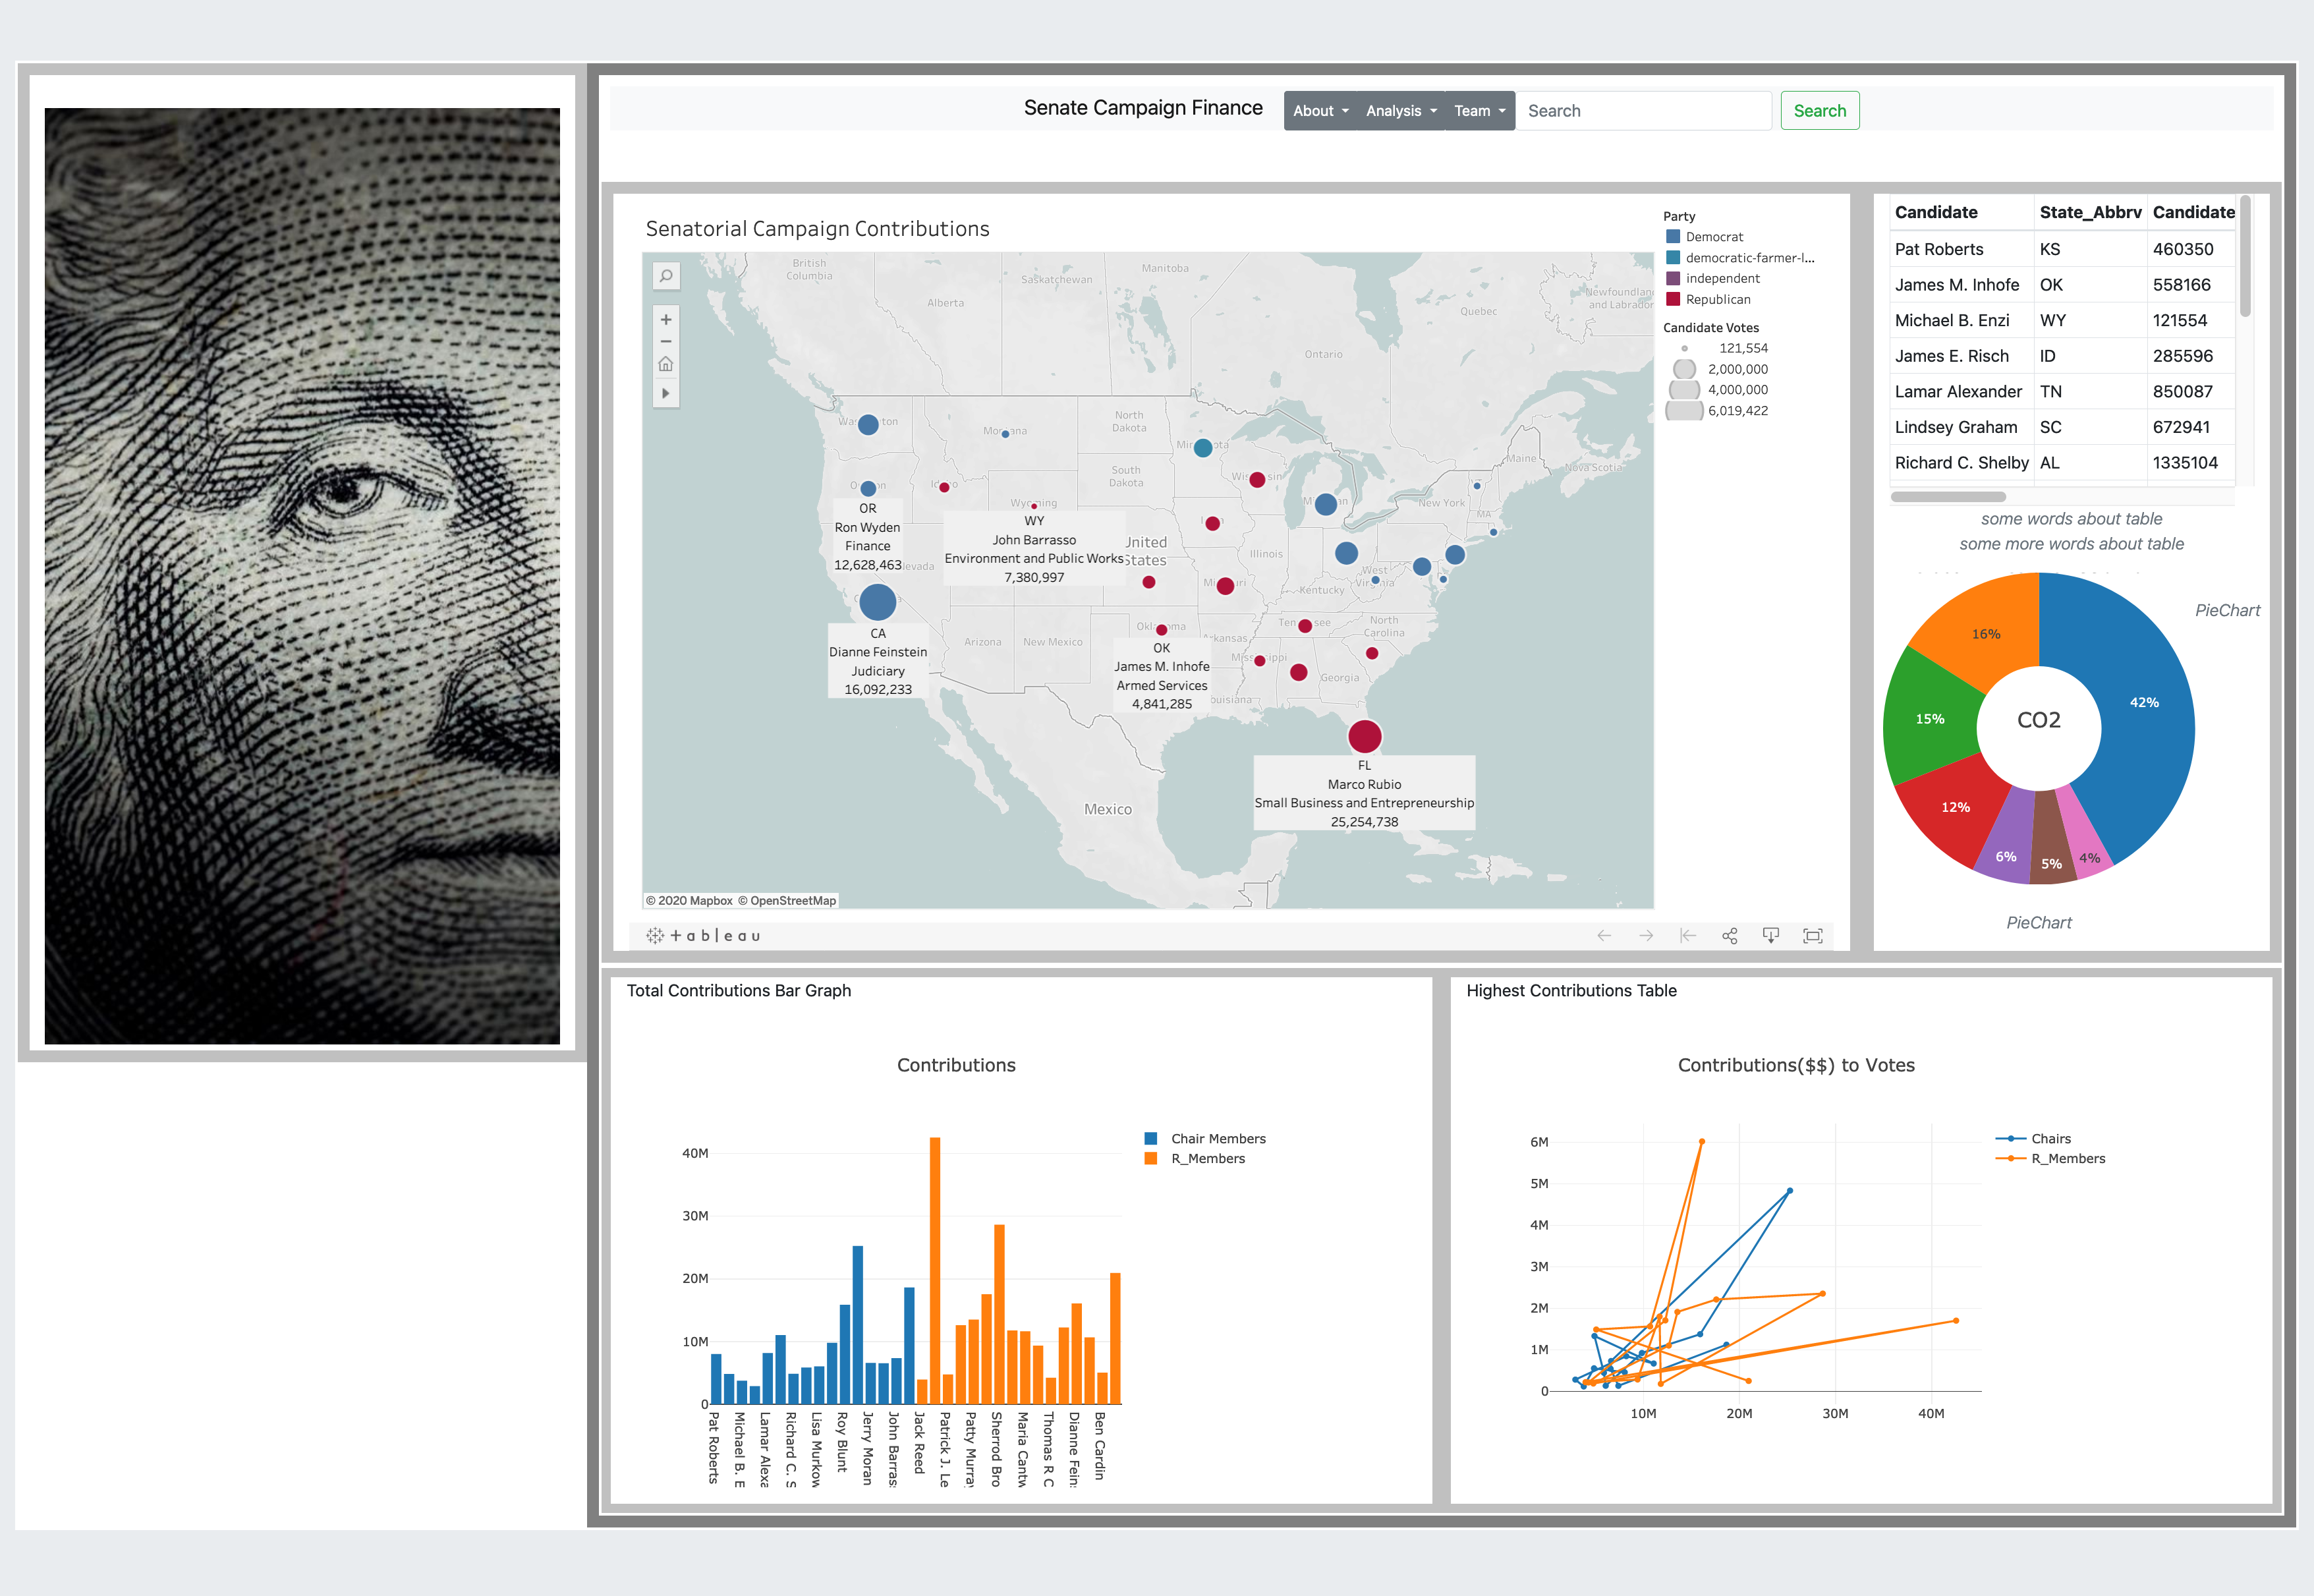 Senate Campaign Finance
About
Analysis
Team
Search
Search
Senatorial Campaign Contributions
Party
Democrat
democratic-farmer-l...
independent
Republican
Candidate Votes
121,554
2,000,000
4,000,000
6,019,422
British
Columbia
Alberta
Saskatchewan
Manitoba
Ontario
Quebec
Newfoundlan
and Labrador
North
Dakota
South
Dakota
Maine
Nova Scotia
New York
MA
Wyoming
United
States
Illinois
West
Virginia
Kentucky
North
Carolina
Arizona
New Mexico
Georgia
Mexico
OR
Ron Wyden
Finance
12,628,463
WY
John Barrasso
Environment and Public Works
7,380,997
CA
Dianne Feinstein
Judiciary
16,092,233
OK
James M. Inhofe
Armed Services
4,841,285
FL
Marco Rubio
Small Business and Entrepreneurship
25,254,738
© 2020 Mapbox © OpenStreetMap
+ a b l e a u
Candidate State_Abbrv Candidate
Pat Roberts KS 460350
James M. Inhofe OK 558166
Michael B. Enzi WY 121554
James E. Risch ID 285596
Lamar Alexander TN 850087
Lindsey Graham SC 672941
Richard C. Shelby AL 1335104
some words about table
some more words about table
PieChart
CO2
42%
16%
15%
12%
6%
5%
4%
PieChart
Total Contributions Bar Graph
Contributions
Chair Members
R_Members
40M
30M
20M
10M
0
Pat Roberts
Michael B. E
Lamar Alexa
Richard C. S
Lisa Murkow
Roy Blunt
Jerry Moran
John Barras
Jack Reed
Patrick J. Le
Patty Murray
Sherrod Bro
Maria Cantw
Thomas R C
Dianne Fein
Ben Cardin
Highest Contributions Table
Contributions($$) to Votes
Chairs
R_Members
6M
5M
4M
3M
2M
1M
0
10M
20M
30M
40M